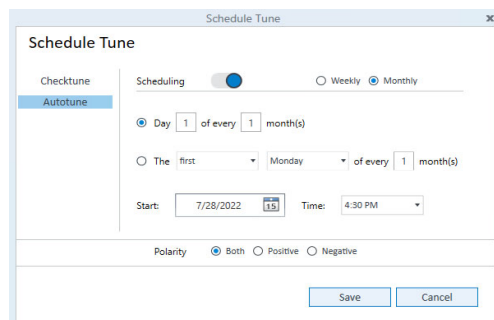 Schedule Tune
Schedule Tune
Checktune
Scheduling Weekly Monthly
Autotune
Day 1 of every 1 month(s)
The first Monday of every 1 month(s)
Start: 7/28/2022 15 Time: 4:30 PM
Polarity Both Positive Negative
Save Cancel